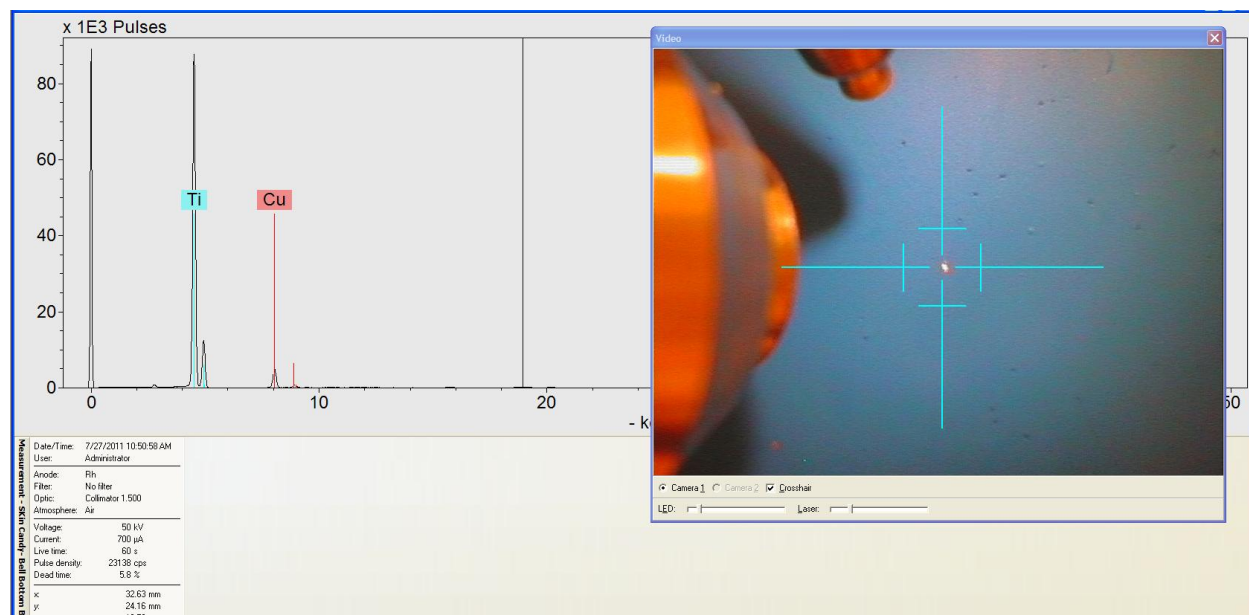 x 1E3 Pulses
80
60
40
20
0
Ti
Cu
0
10
20
50
Video
Camera 1
Camera 2
Crosshair
LED:
Laser:
Measurement - SKin Candy- Bell Bottom B
Date/Time: 7/27/2011 10:50:58 AM
User: Administrator
Anode: Rh
Filter: No filter
Optic: Collimator 1.500
Atmosphere: Air
Voltage: 50 kV
Current: 700 µA
Live time: 60 s
Pulse density: 23138 cps
Dead time: 5.8 %
x: 32.63 mm
y: 24.16 mm